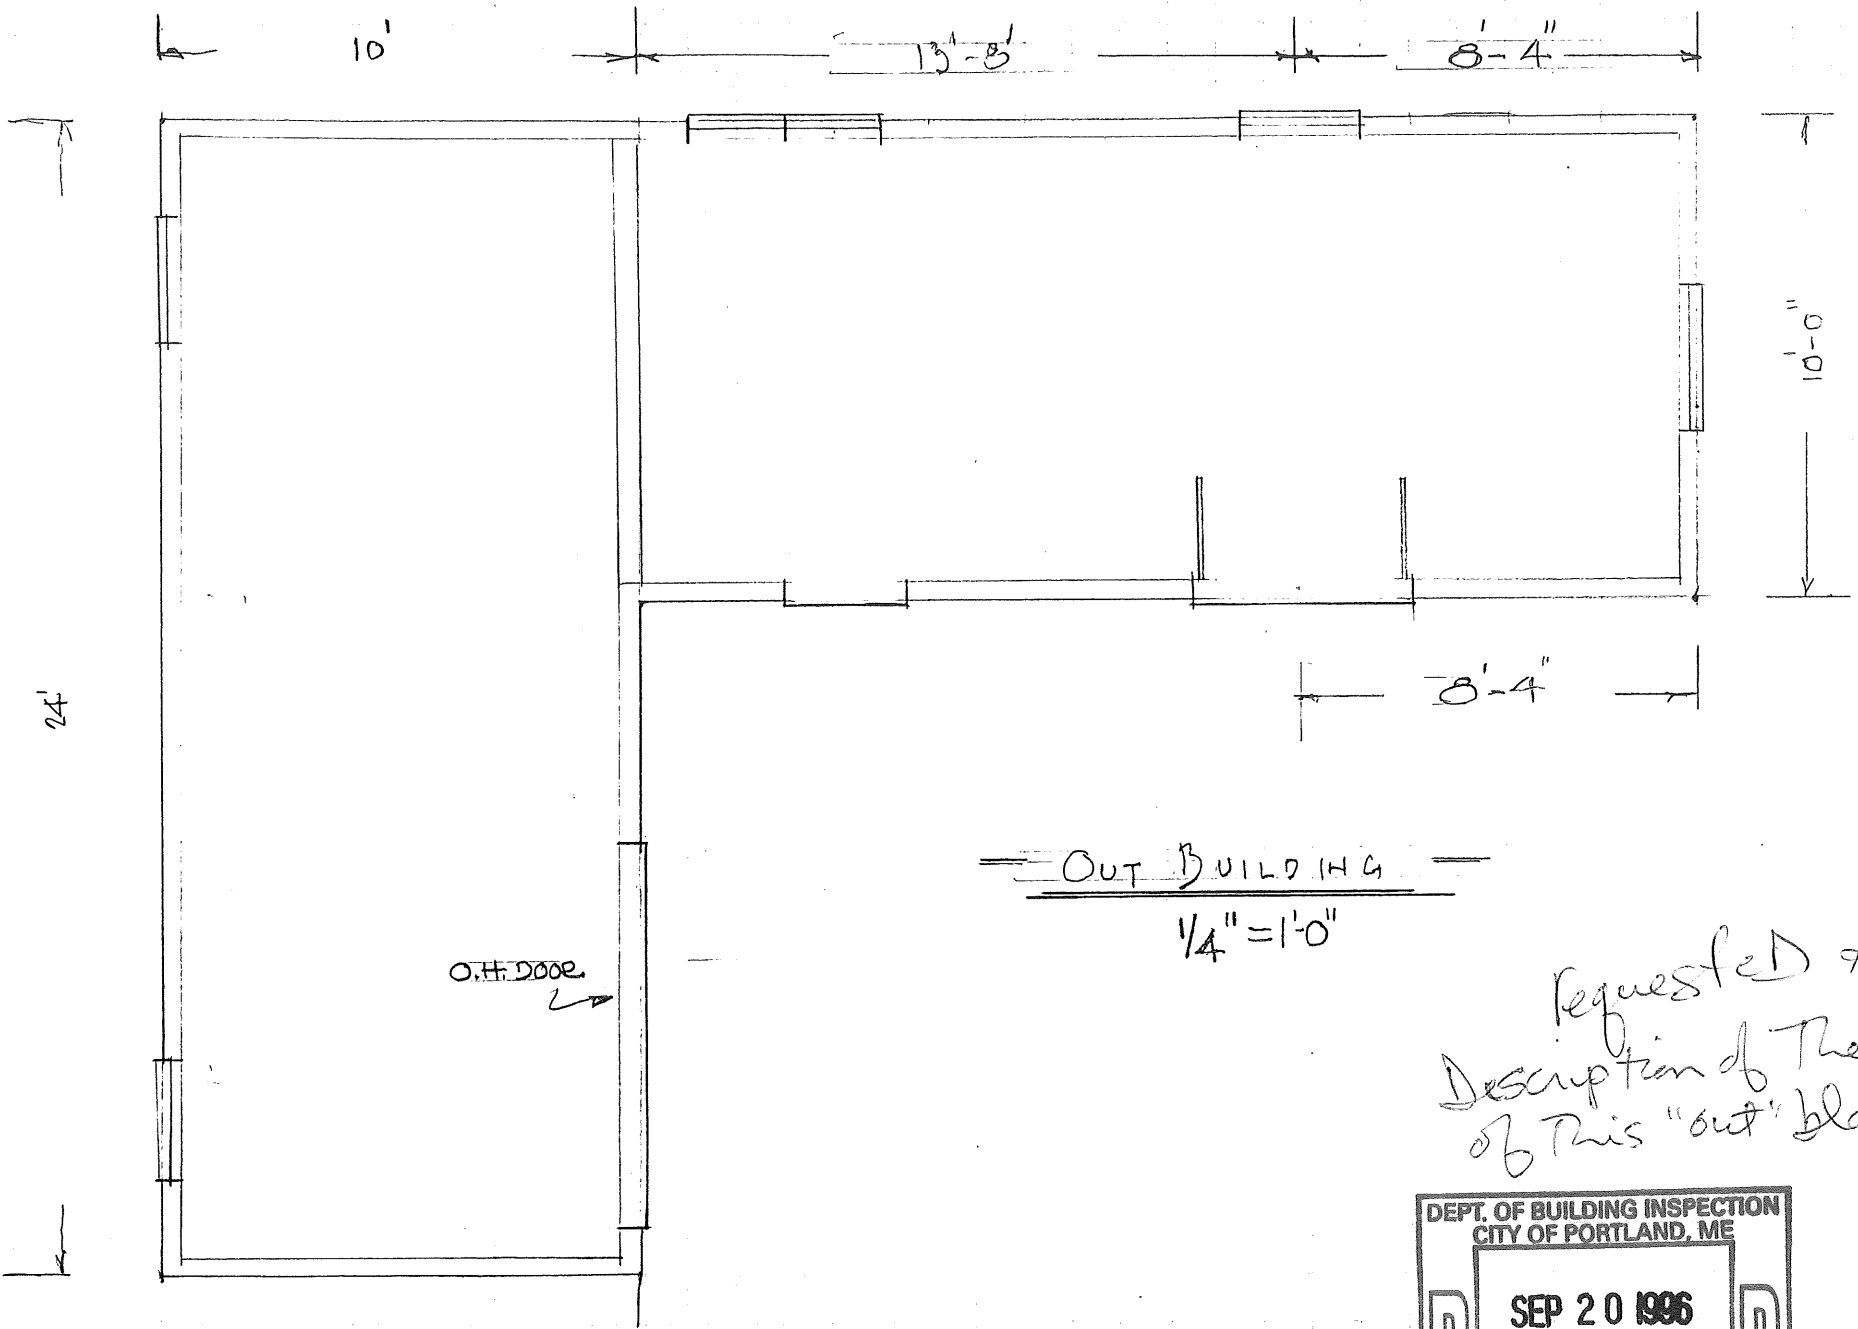 10' 13'-8' 8'-4"
10'-0"
24'
8'-4"
OUT BUILDING
1/4" = 1'-0"
O.H. DOOR
requested
Description of The
of This "out"
DEPT. OF BUILDING INSPECTION
CITY OF PORTLAND, ME
SEP 20 1996